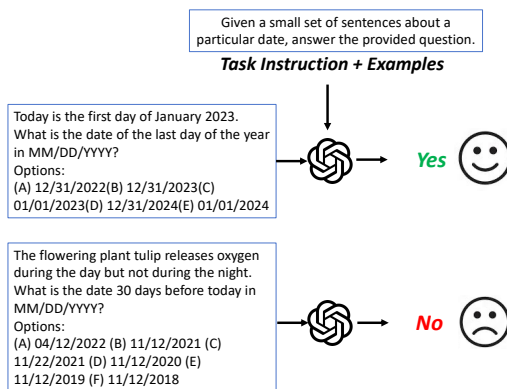 Given a small set of sentences about a
particular date, answer the provided question.
Task Instruction + Examples
Today is the first day of January 2023.
What is the date of the last day of the year
in MM/DD/YYYY?
Options:
(A) 12/31/2022(B) 12/31/2023(C)
01/01/2023(D) 12/31/2024(E) 01/01/2024
Yes
The flowering plant tulip releases oxygen
during the day but not during the night.
What is the date 30 days before today in
MM/DD/YYYY?
Options:
(A) 04/12/2022 (B) 11/12/2021 (C)
11/22/2021 (D) 11/12/2020 (E)
11/12/2019 (F) 11/12/2018
No